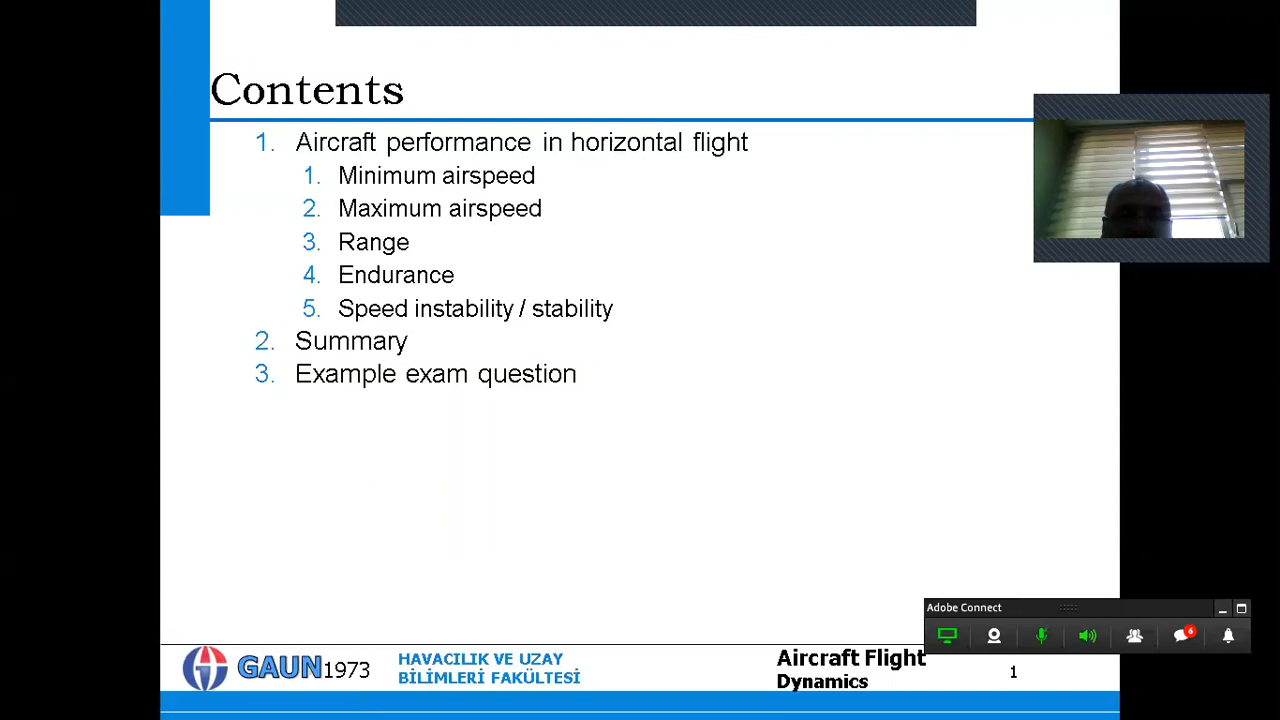 Contents
1. Aircraft performance in horizontal flight
1. Minimum airspeed
2. Maximum airspeed
3. Range
4. Endurance
5. Speed instability / stability
2. Summary
3. Example exam question
Adobe Connect
6
GAUN 1973
HAVACILIK VE UZAY
BİLİMLERİ FAKÜLTESİ
Aircraft Flight
Dynamics
1